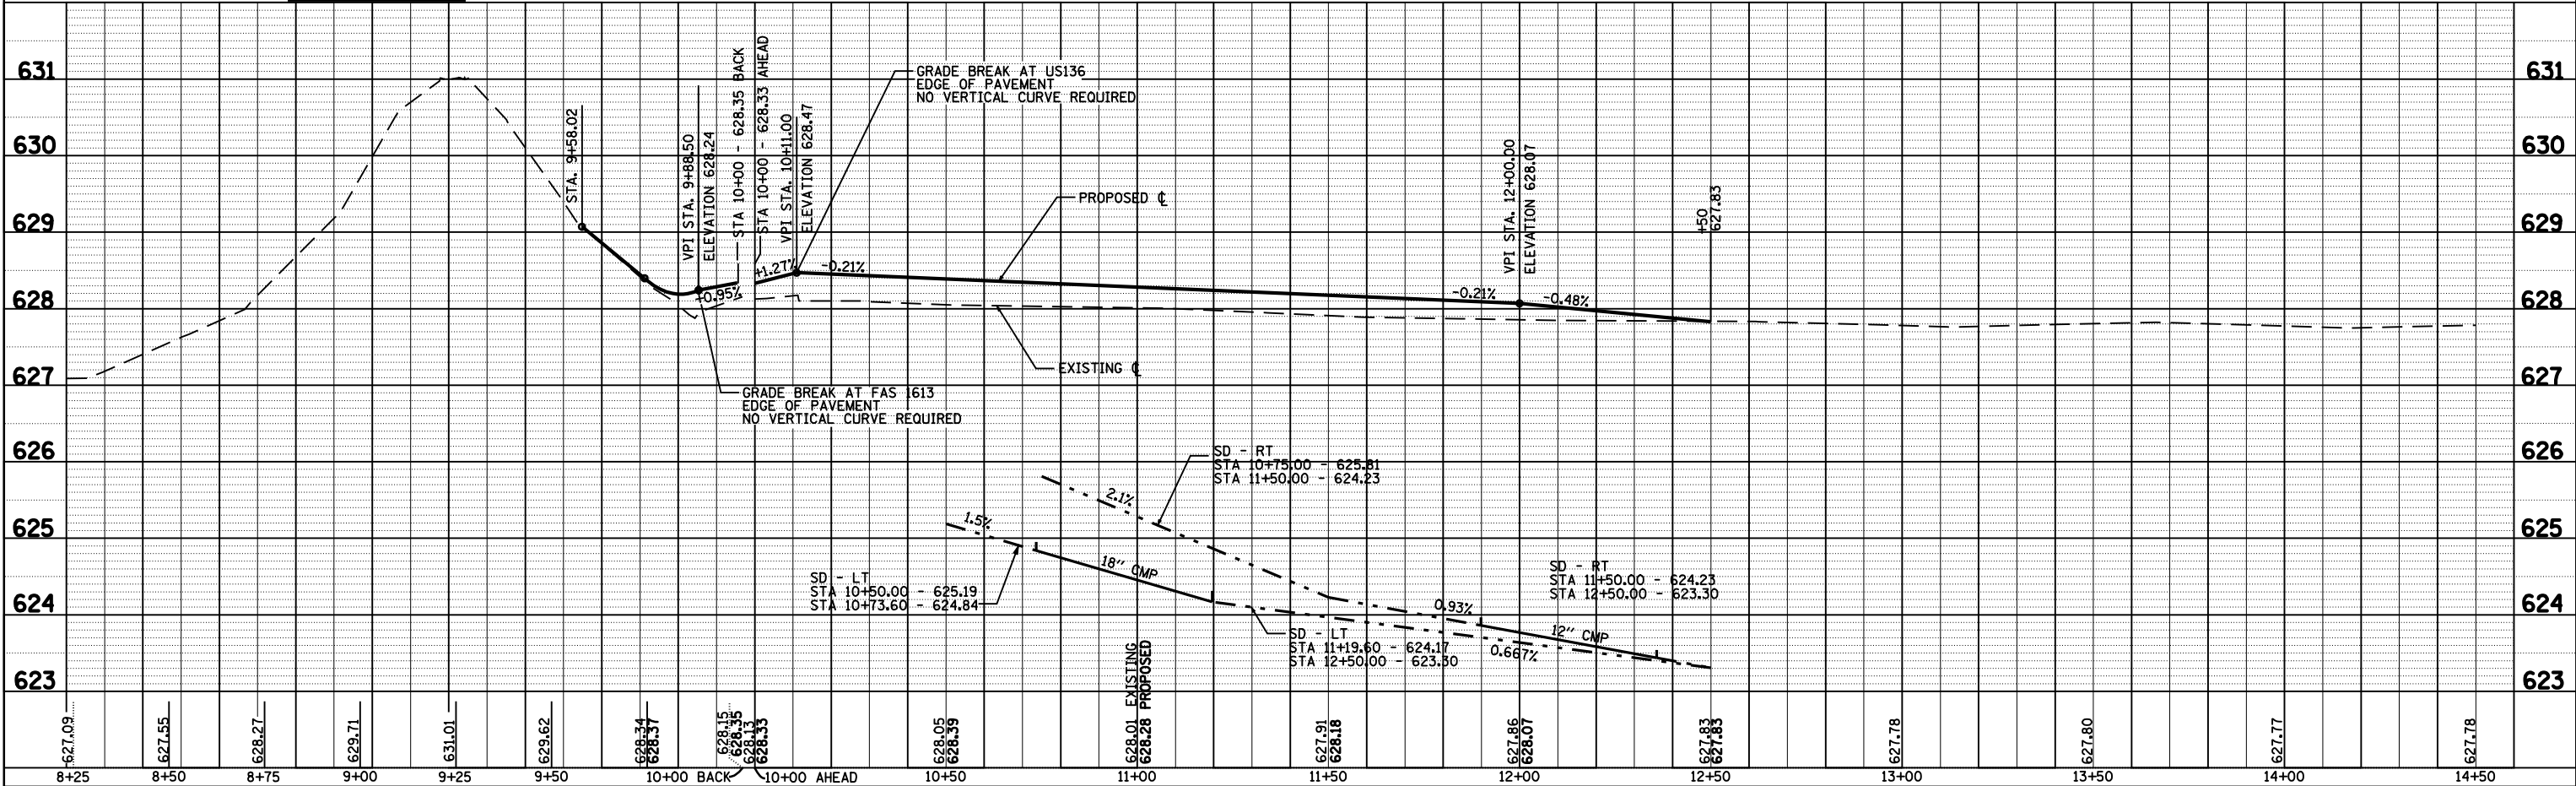 631
630
629
628
627
626
625
624
623
STA. 9+58.02
VPI STA. 9+88.50
ELEVATION 628.24
STA 10+00 - 628.35 BACK
STA 10+00 - 628.33 AHEAD
VPI STA. 10+11.00
ELEVATION 628.47
GRADE BREAK AT US136
EDGE OF PAVEMENT
NO VERTICAL CURVE REQUIRED
+0.95%
+1.27%
-0.21%
PROPOSED ℄
EXISTING ℄
GRADE BREAK AT FAS 1613
EDGE OF PAVEMENT
NO VERTICAL CURVE REQUIRED
-0.21%
VPI STA. 12+00.00
ELEVATION 628.07
-0.48%
+50
627.83
SD - RT
STA 10+75.00 - 625.81
STA 11+50.00 - 624.23
2.1%
1.5%
18" CMP
SD - LT
STA 10+50.00 - 625.19
STA 10+73.60 - 624.84
SD - RT
STA 11+50.00 - 624.23
STA 12+50.00 - 623.30
0.93%
12" CMP
0.667%
SD - LT
STA 11+19.60 - 624.17
STA 12+50.00 - 623.30
631
630
629
628
627
626
625
624
623
627.09
627.55
628.27
629.71
631.01
629.62
628.34
628.37
628.15
628.35
628.13
628.33
628.05
628.39
628.01 EXISTING
628.28 PROPOSED
627.91
628.18
627.86
628.07
627.83
627.83
627.78
627.80
627.77
627.78
8+25
8+50
8+75
9+00
9+25
9+50
10+00 BACK
10+00 AHEAD
10+50
11+00
11+50
12+00
12+50
13+00
13+50
14+00
14+50